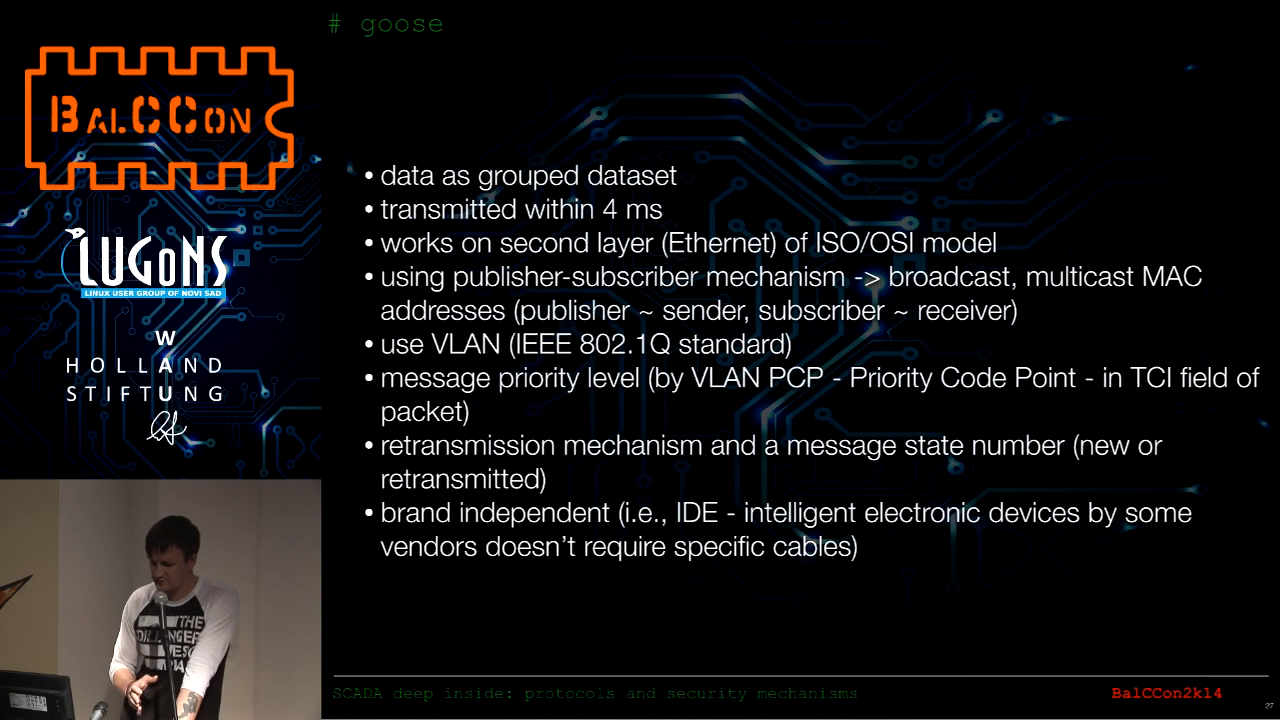 # goose
BALCCON
LUGoNS
LINUX USER GROUP OF NOVI SAD
W
HOLLAND
A
STIFTUNG
• data as grouped dataset
• transmitted within 4 ms
• works on second layer (Ethernet) of ISO/OSI model
• using publisher-subscriber mechanism -> broadcast, multicast MAC
addresses (publisher ~ sender, subscriber ~ receiver)
• use VLAN (IEEE 802.1Q standard)
• message priority level (by VLAN PCP - Priority Code Point - in TCI field of
packet)
• retransmission mechanism and a message state number (new or
retransmitted)
• brand independent (i.e., IDE - intelligent electronic devices by some
vendors doesn't require specific cables)
THE
DILLINGER
ESC
PLAN
SCADA deep inside: protocols and security mechanisms
BalCCon2k14
27